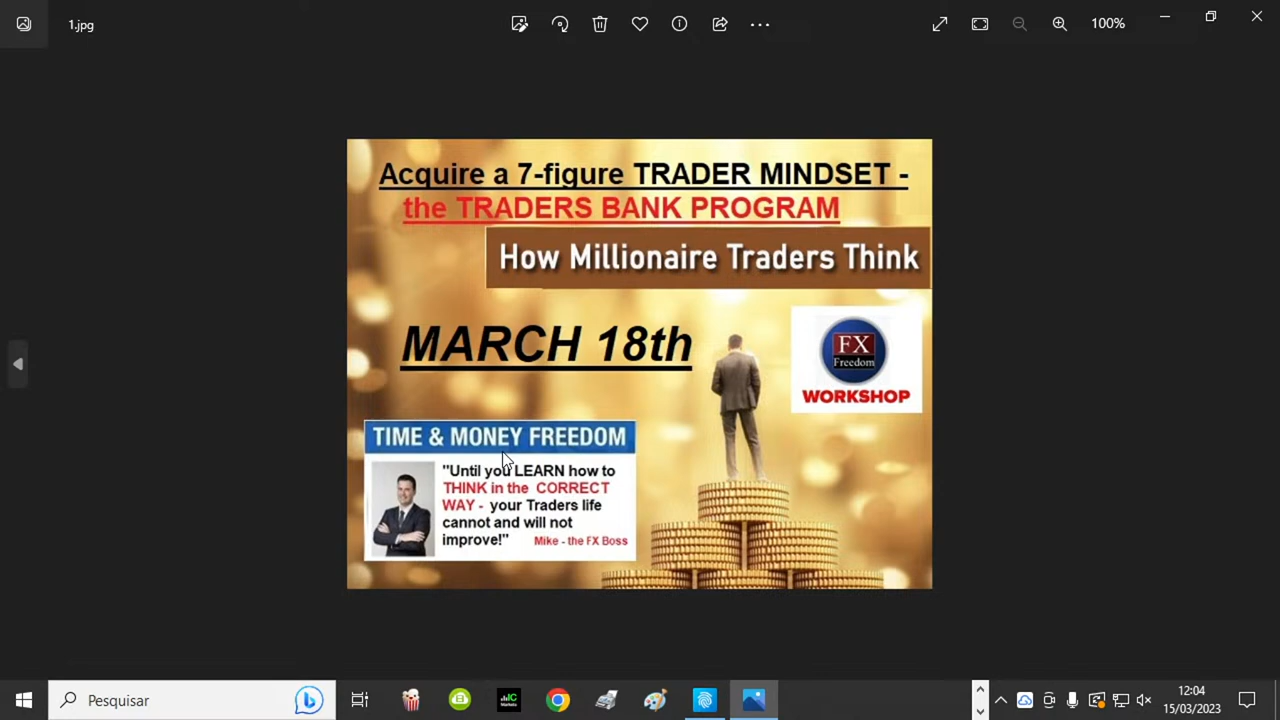 1.jpg
100%
Acquire a 7-figure TRADER MINDSET -
the TRADERS BANK PROGRAM
How Millionaire Traders Think
MARCH 18th
FX
Freedom
WORKSHOP
TIME & MONEY FREEDOM
"Until you LEARN how to
THINK in the CORRECT
WAY - your Traders life
cannot and will not
improve!" Mike - the FX Boss
Pesquisar
IC
Markets
12:04
15/03/2023